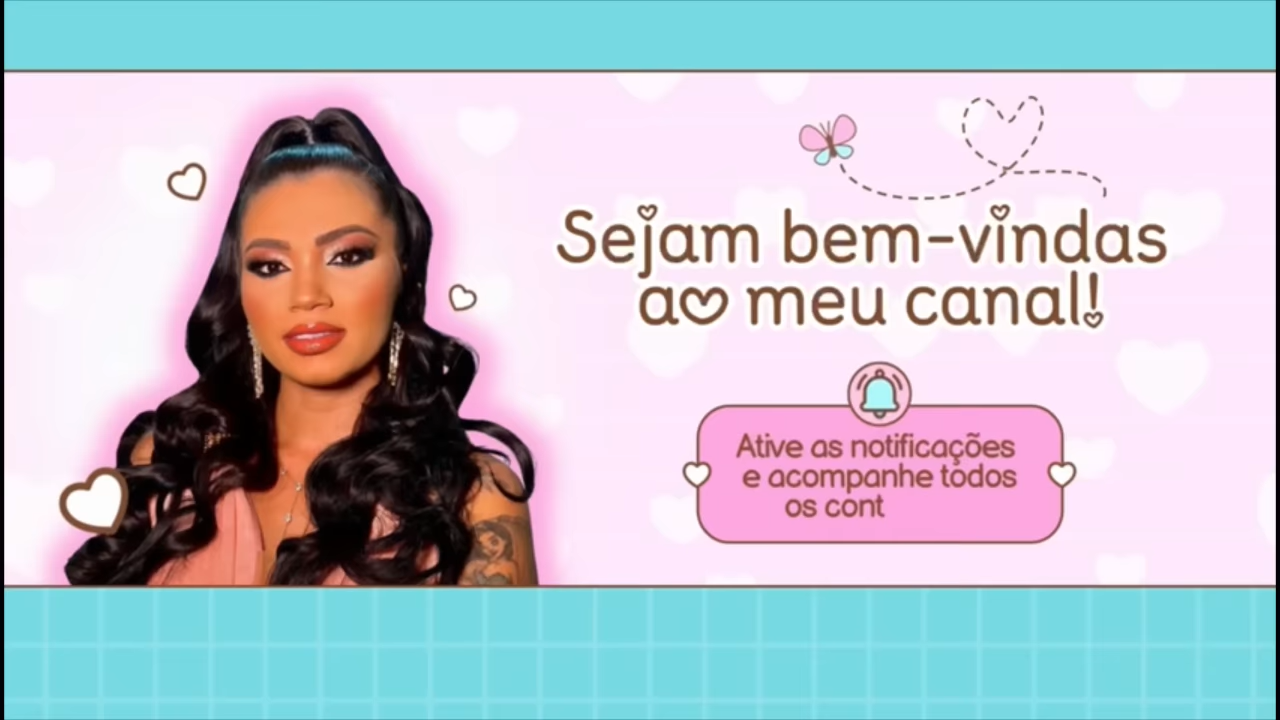 Sejam bem-vindas
ao meu canal!
Ative as notificações
e acompanhe todos
os cont